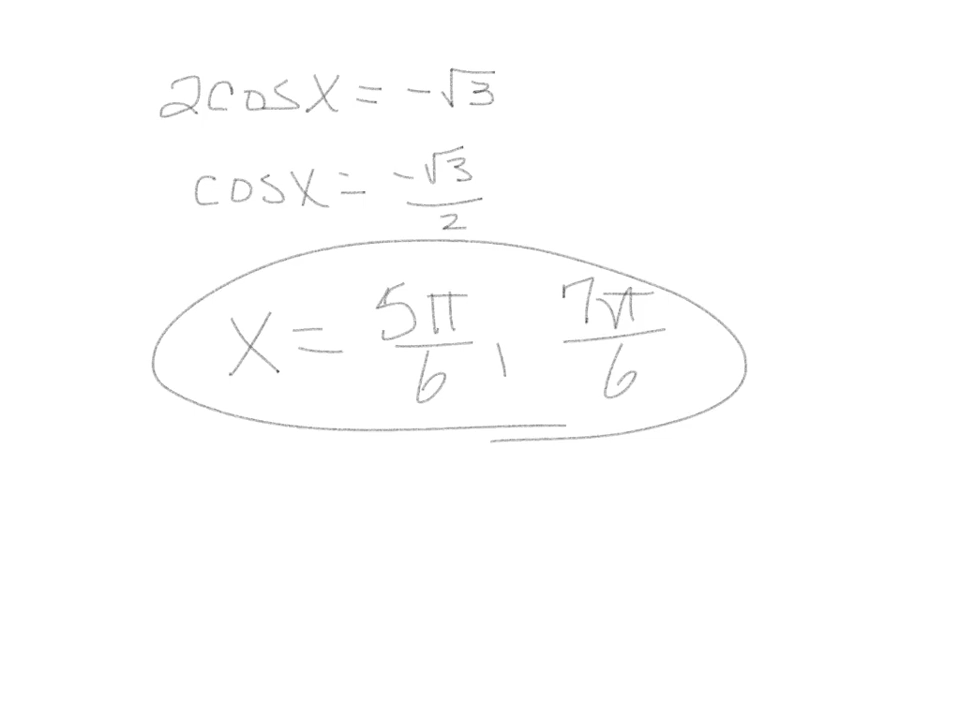 2cosx = -√3
cosx = -√3/2
x = 5π/6, 7π/6